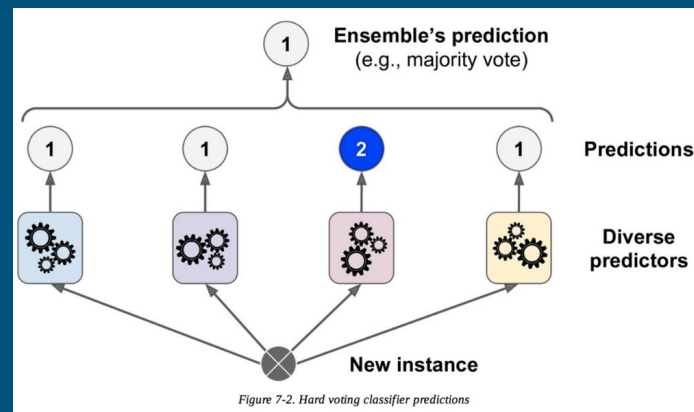 1 Ensemble's prediction
(e.g., majority vote)
1 1 2 1 Predictions
Diverse
predictors
New instance
Figure 7-2. Hard voting classifier predictions